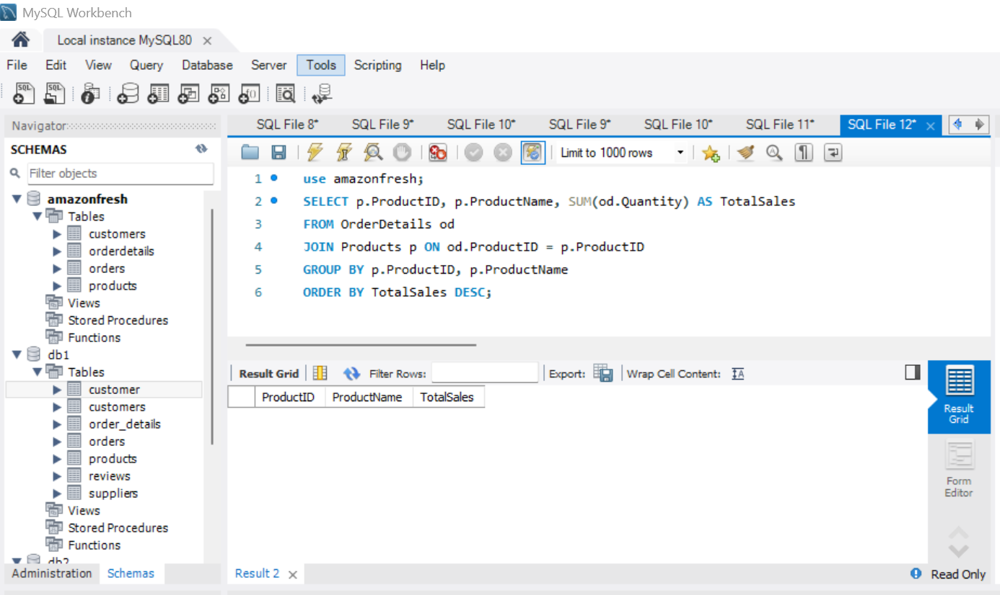 MySQL Workbench
Local instance MySQL80
File Edit View Query Database Server Tools Scripting Help
Navigator
SCHEMAS
Filter objects
amazonfresh
Tables
customers
orderdetails
orders
products
Views
Stored Procedures
Functions
db1
Tables
customer
customers
order_details
orders
products
reviews
suppliers
Views
Stored Procedures
Functions
db2
Administration Schemas
SQL File 8* SQL File 9* SQL File 10* SQL File 9* SQL File 10* SQL File 11* SQL File 12*
Limit to 1000 rows
1 use amazonfresh;
2 SELECT p.ProductID, p.ProductName, SUM(od.Quantity) AS TotalSales
3 FROM OrderDetails od
4 JOIN Products p ON od.ProductID = p.ProductID
5 GROUP BY p.ProductID, p.ProductName
6 ORDER BY TotalSales DESC;
Result Grid Filter Rows: Export: Wrap Cell Content:
ProductID ProductName TotalSales
Result
Grid
Form
Editor
Result 2
Read Only